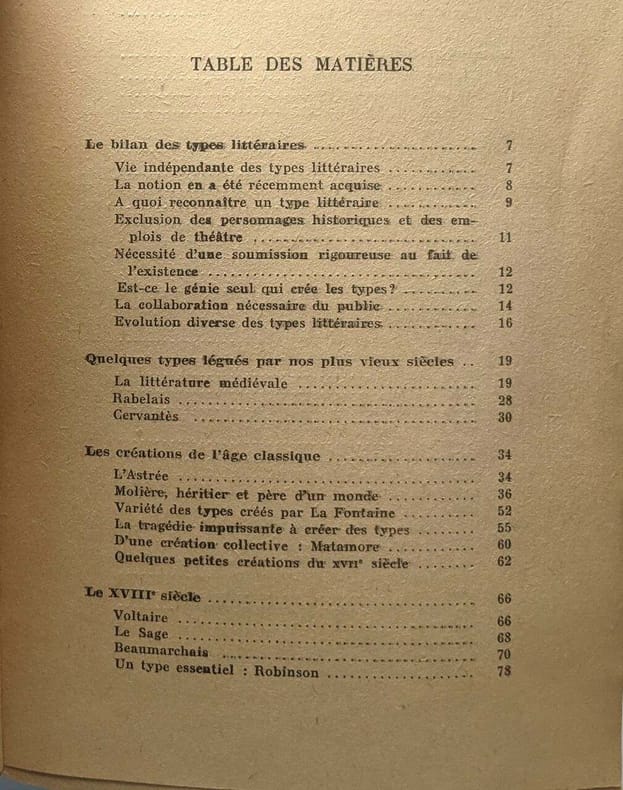 TABLE DES MATIÈRES
Le bilan des types littéraires ........................ 7
Vie indépendante des types littéraires ............ 7
La notion en a été récemment acquise ............ 8
A quoi reconnaître un type littéraire ............ 9
Exclusion des personnages historiques et des em-
plois de théâtre ........................ 11
Nécessité d'une soumission rigoureuse au fait de
l'existence ........................ 12
Est-ce le génie seul qui crée les types ? ............ 12
La collaboration nécessaire du public ............ 14
Evolution diverse des types littéraires ............ 16
Quelques types légués par nos plus vieux siècles .. 19
La littérature médiévale ........................ 19
Rabelais ........................ 28
Cervantès ........................ 30
Les créations de l'âge classique ........................ 34
L'Astrée ........................ 34
Molière, héritier et père d'un monde ............ 36
Variété des types créés par La Fontaine ............ 52
La tragédie impuissante à créer des types ........ 55
D'une création collective : Matamore ............ 60
Quelques petites créations du XVIIe siècle ........ 62
Le XVIIIe siècle ........................ 66
Voltaire ........................ 66
Le Sage ........................ 68
Beaumarchais ........................ 70
Un type essentiel : Robinson .................... 78